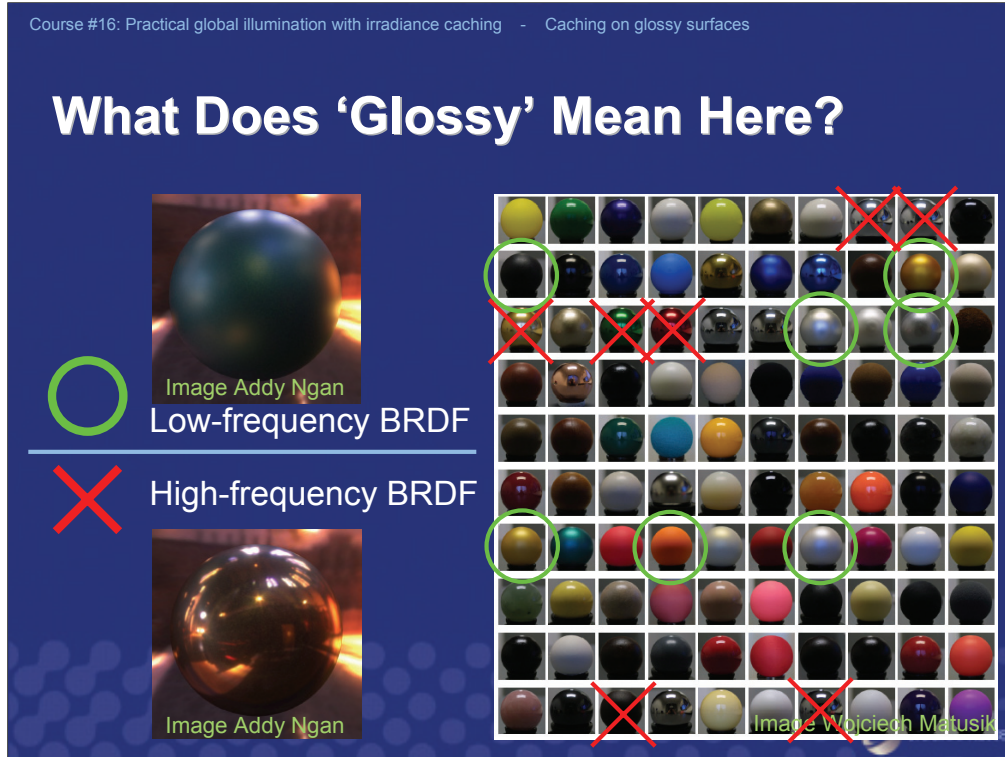 Course #16: Practical global illumination with irradiance caching - Caching on glossy surfaces
What Does ‘Glossy’ Mean Here?
Image Addy Ngan
Low-frequency BRDF
High-frequency BRDF
Image Addy Ngan
Image Wojciech Matusik